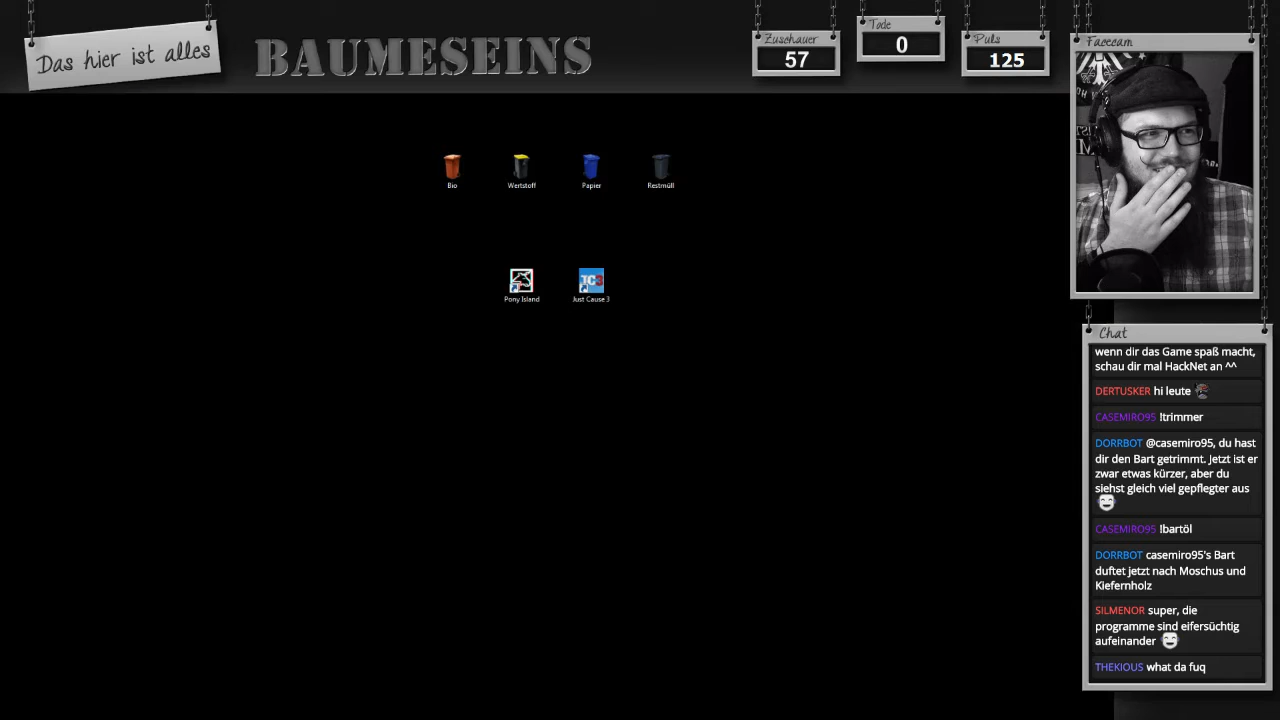 Das hier ist alles
BAUMESEINS
Zuschauer
57
Tode
0
Puls
125
Facecam
Bio
Wertstoff
Papier
Restmüll
Pony Island
JC3
Just Cause 3
Chat
wenn dir das Game spaß macht,
schau dir mal HackNet an ^^
DERTUSKER hi leute
CASEMIRO95 !trimmer
DORRBOT @casemiro95, du hast
dir den Bart getrimmt. Jetzt ist er
zwar etwas kürzer, aber du
siehst gleich viel gepflegter aus
CASEMIRO95 !bartöl
DORRBOT casemiro95's Bart
duftet jetzt nach Moschus und
Kiefernholz
SILMENOR super, die
programme sind eifersüchtig
aufeinander
THEKIOUS what da fuq